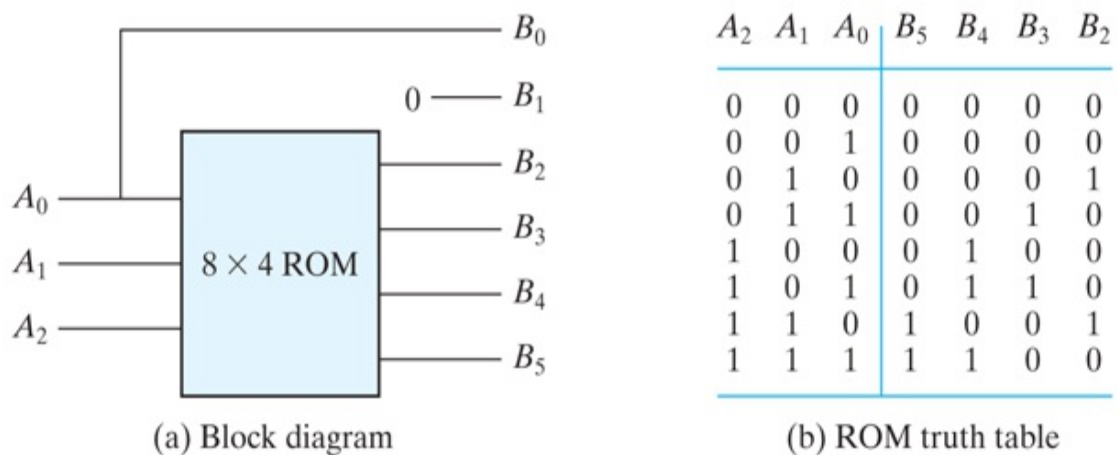 B₀
0 B₁
B₂
A₀
B₃
A₁
8 × 4 ROM
B₄
A₂
B₅
(a) Block diagram
A₂ A₁ A₀ B₅ B₄ B₃ B₂
0 0 0 0 0 0 0
0 0 1 0 0 0 0
0 1 0 0 0 0 1
0 1 1 0 0 1 0
1 0 0 0 1 0 0
1 0 1 0 1 1 0
1 1 0 1 0 0 1
1 1 1 1 1 0 0
(b) ROM truth table